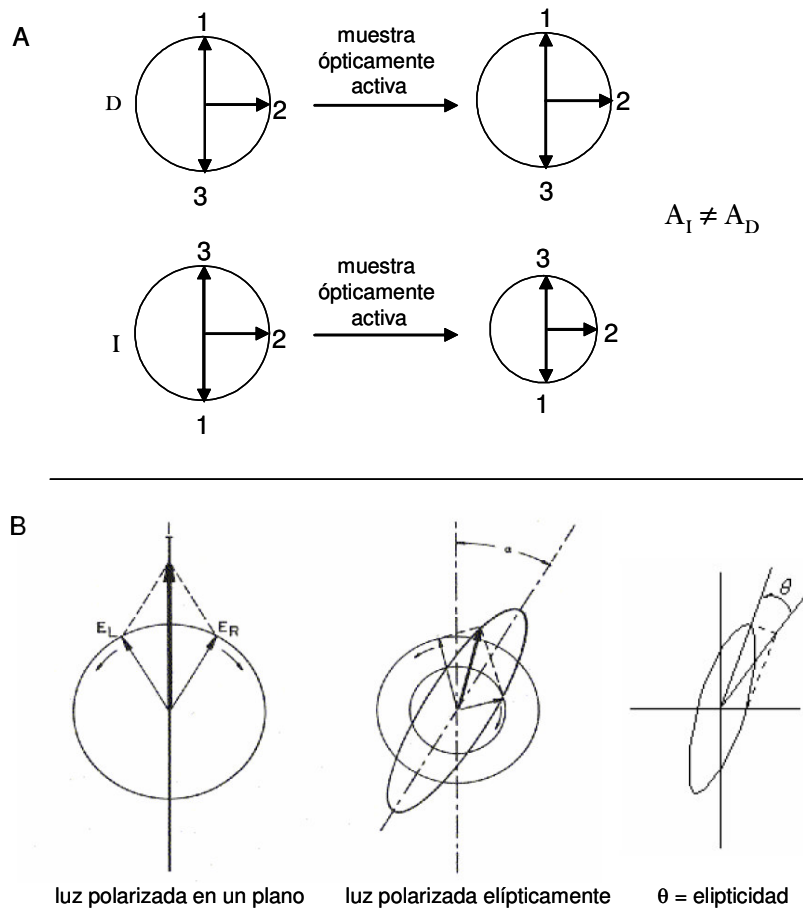 A
1
D
2
3
muestra
ópticamente
activa
1
2
3
A_I ≠ A_D
3
I
2
1
muestra
ópticamente
activa
3
2
1
B
E_L
E_R
α
θ
luz polarizada en un plano
luz polarizada elípticamente
θ = elipticidad